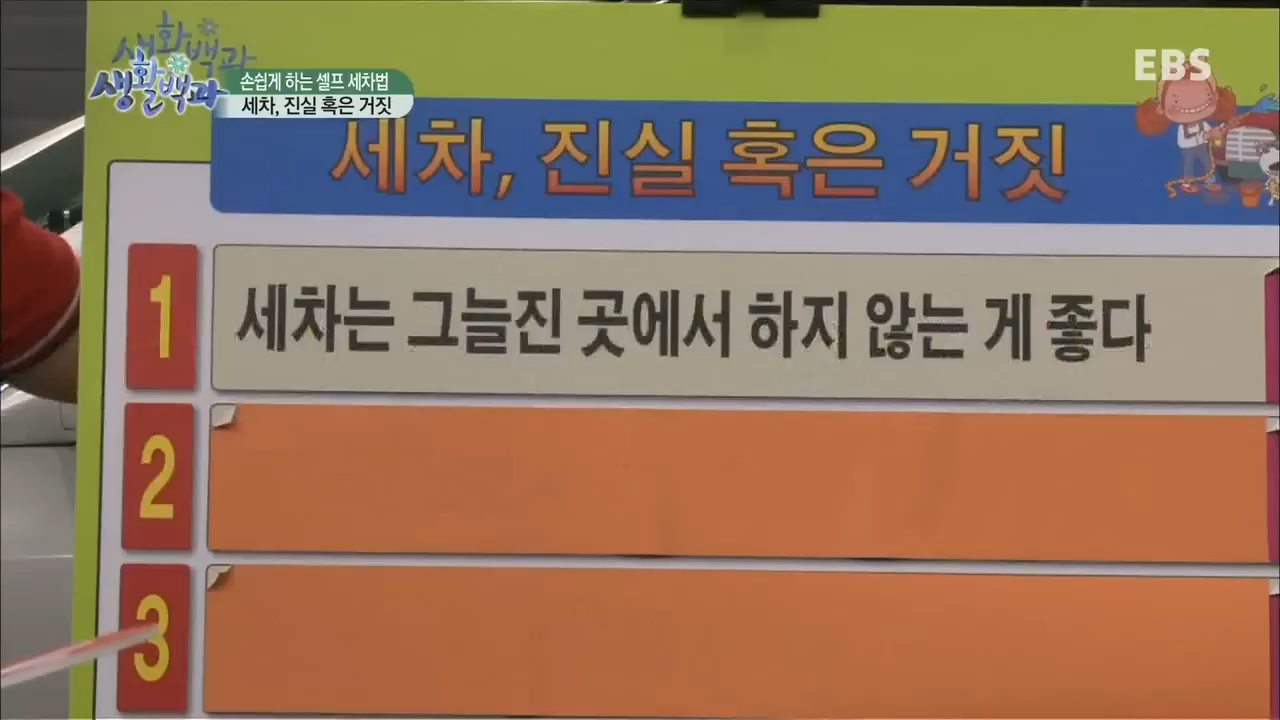 생활백과
생활백과
손쉽게 하는 셀프 세차법
세차, 진실 혹은 거짓
EBS
세차, 진실 혹은 거짓
1
세차는 그늘진 곳에서 하지 않는 게 좋다
2
3